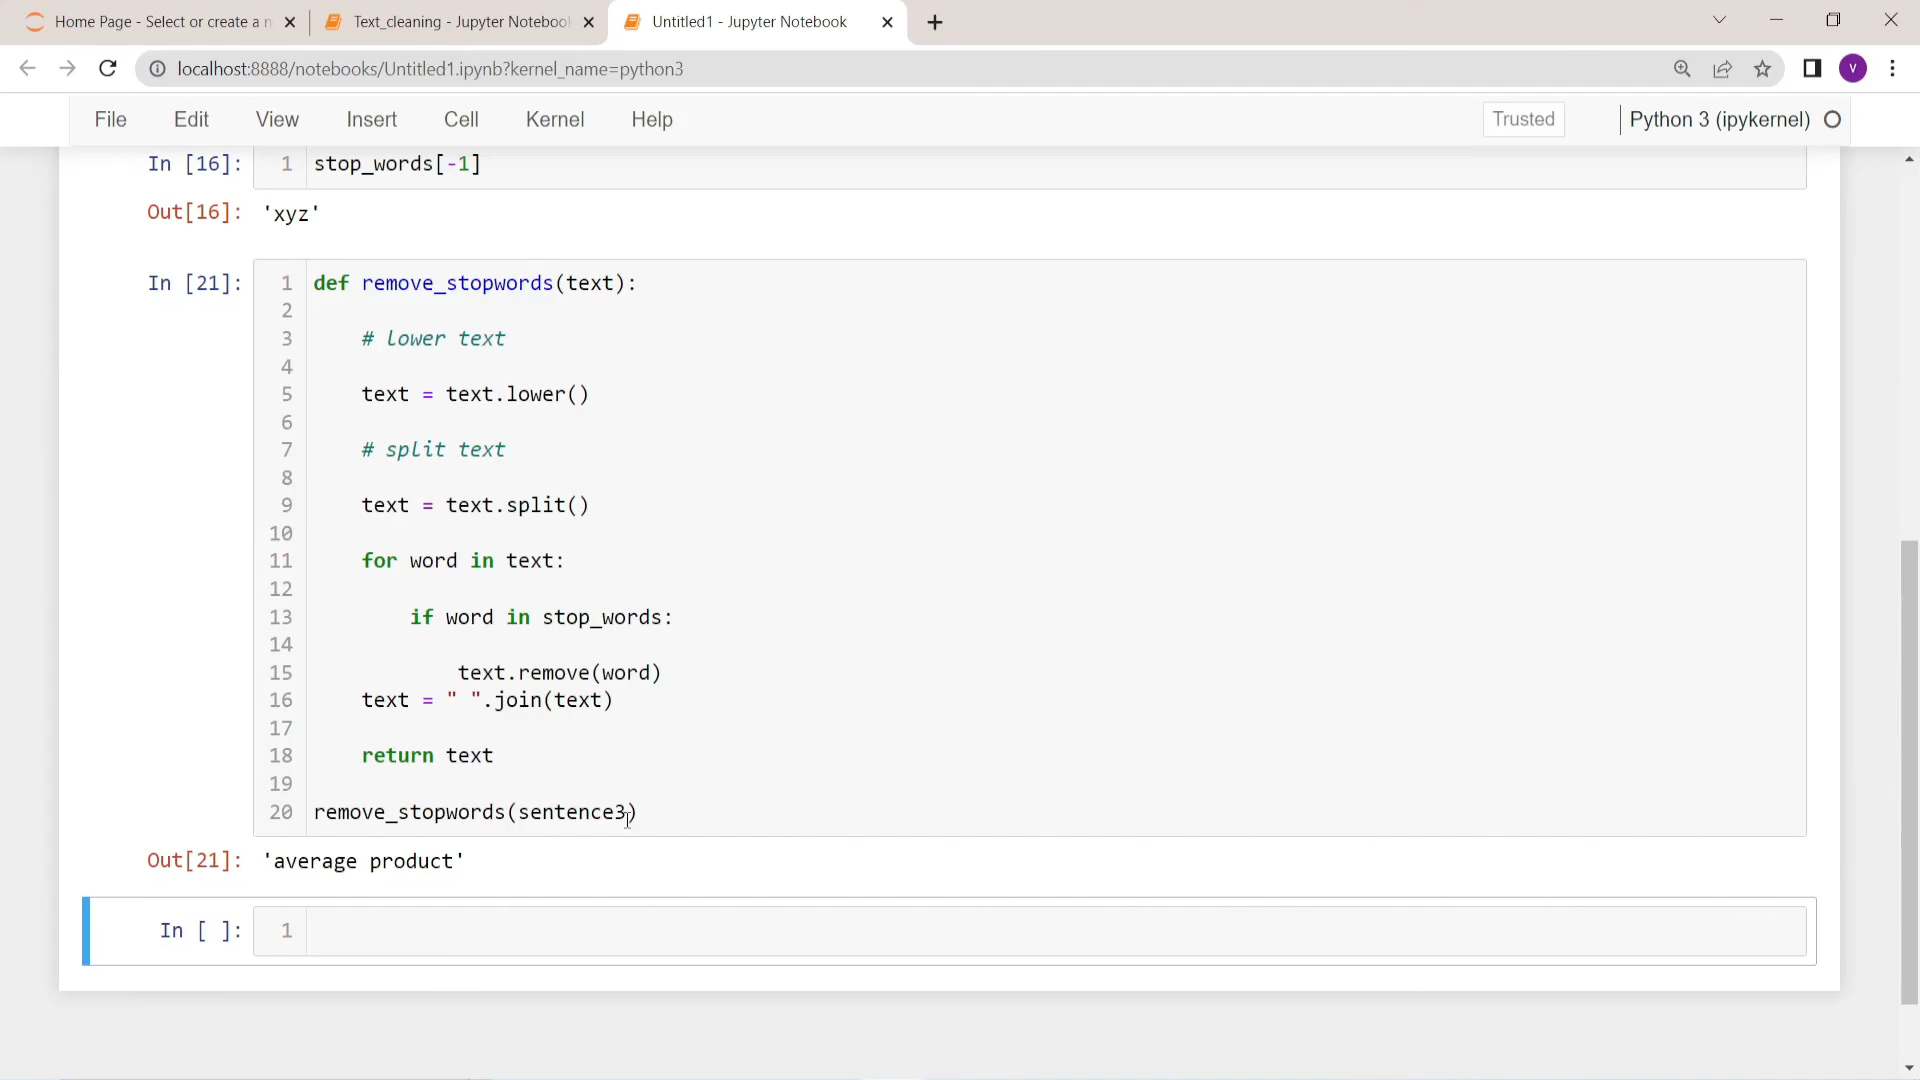 Home Page - Select or create a n
Text_cleaning - Jupyter Notebook
Untitled1 - Jupyter Notebook
localhost:8888/notebooks/Untitled1.ipynb?kernel_name=python3
V
File Edit View Insert Cell Kernel Help
Trusted
Python 3 (ipykernel)
In [16]: 1 stop_words[-1]
Out[16]: 'xyz'
In [21]: 1 def remove_stopwords(text):
2
3     # lower text
4
5     text = text.lower()
6
7     # split text
8
9     text = text.split()
10
11     for word in text:
12
13         if word in stop_words:
14
15             text.remove(word)
16     text = " ".join(text)
17
18     return text
19
20 remove_stopwords(sentence3)
Out[21]: 'average product'
In [ ]: 1